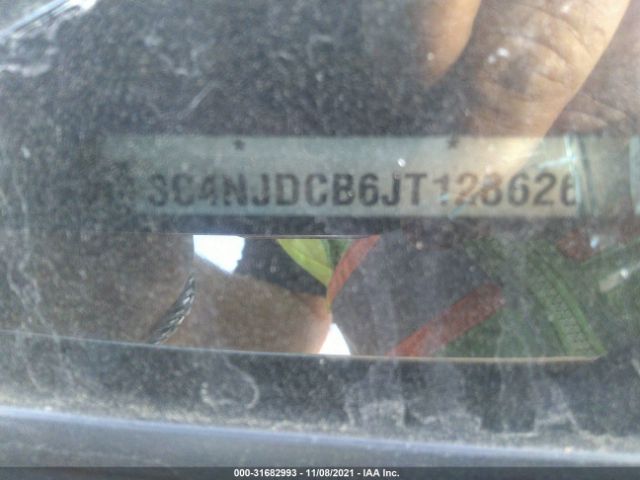 * *
3C4NJDCB6JT128626
000-31682993 - 11/08/2021 - IAA Inc.